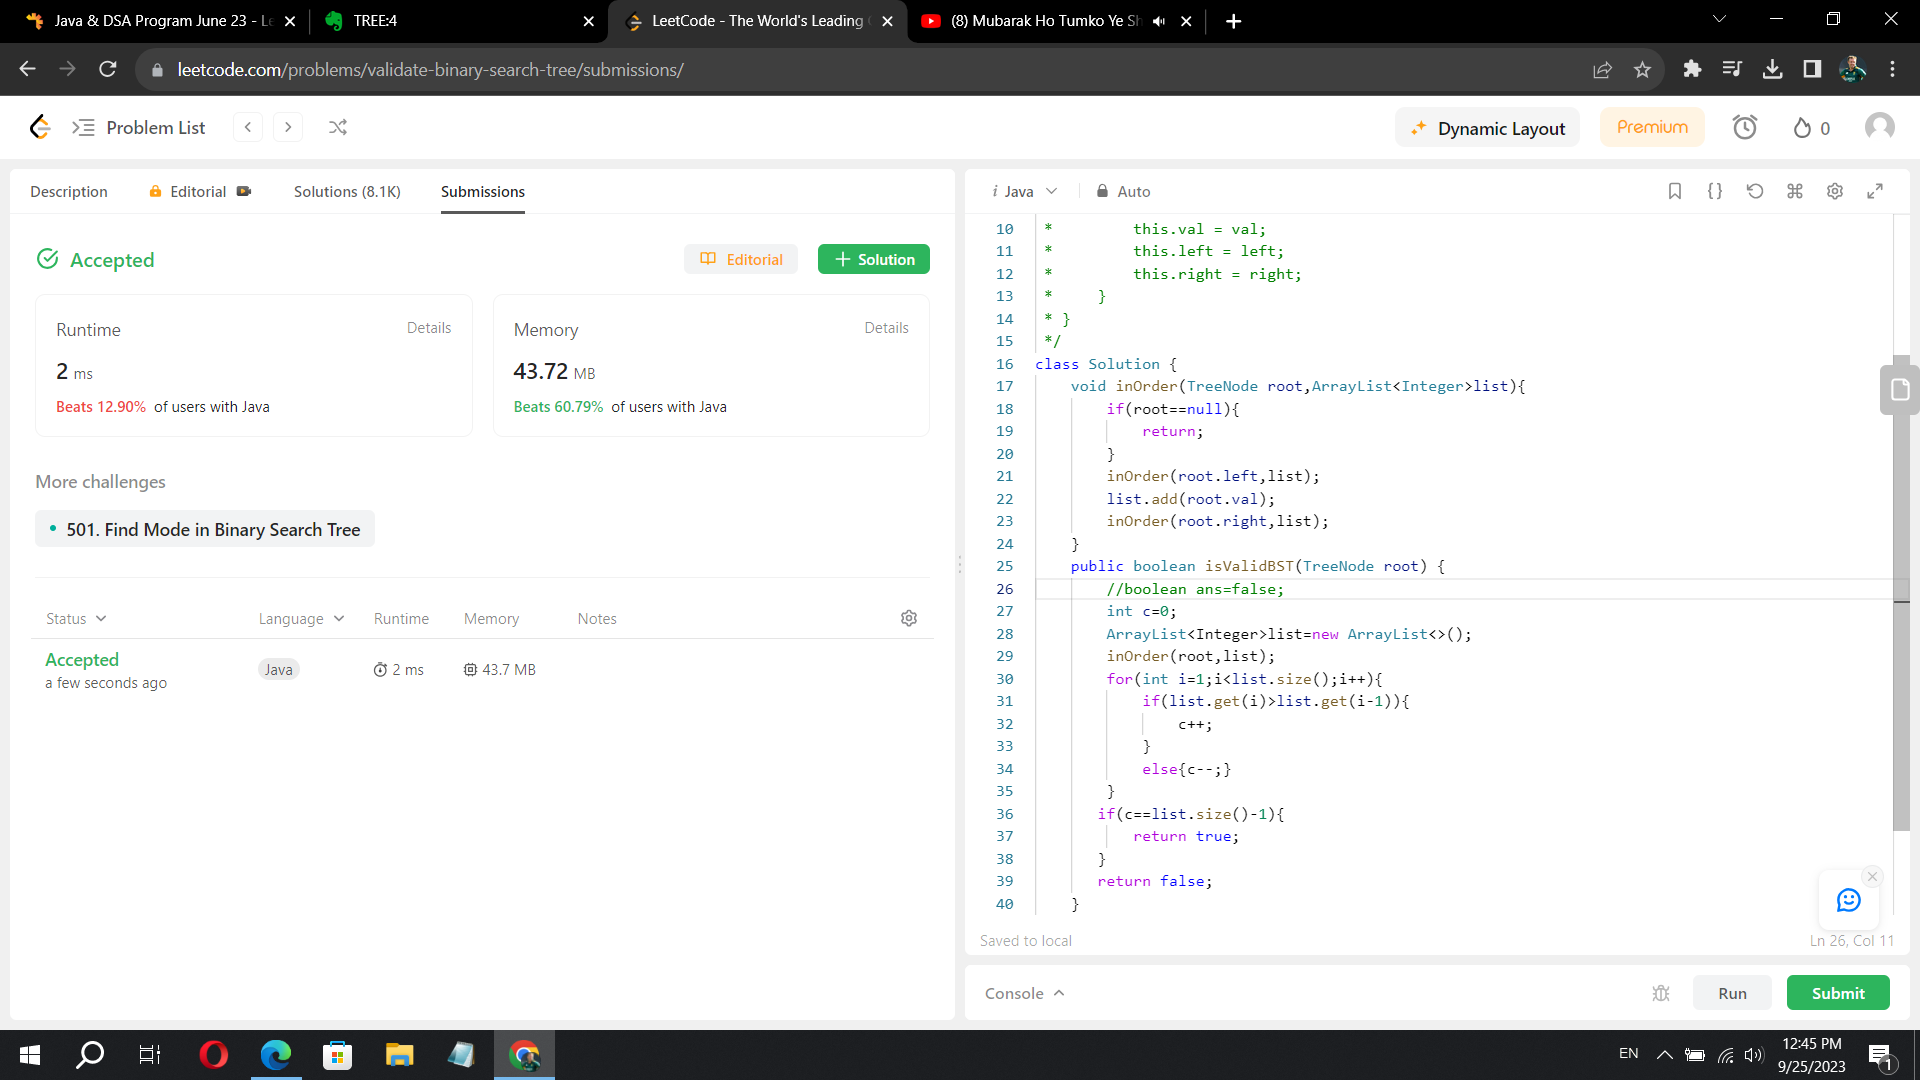 Java & DSA Program June 23 - Le
TREE:4
LeetCode - The World's Leading
(8) Mubarak Ho Tumko Ye Sh
leetcode.com/problems/validate-binary-search-tree/submissions/
Problem List
Dynamic Layout
Premium
0
Description
Editorial
Solutions (8.1K)
Submissions
Accepted
Editorial
Solution
Runtime
Details
2 ms
Beats 12.90% of users with Java
Memory
Details
43.72 MB
Beats 60.79% of users with Java
More challenges
501. Find Mode in Binary Search Tree
Status Language Runtime Memory Notes
Accepted
a few seconds ago
Java
2 ms
43.7 MB
i Java
Auto
10 *         this.val = val;
11 *         this.left = left;
12 *         this.right = right;
13 *     }
14 * }
15 */
16 class Solution {
17     void inOrder(TreeNode root,ArrayList<Integer>list){
18         if(root==null){
19             return;
20         }
21         inOrder(root.left,list);
22         list.add(root.val);
23         inOrder(root.right,list);
24     }
25     public boolean isValidBST(TreeNode root) {
26         //boolean ans=false;
27         int c=0;
28         ArrayList<Integer>list=new ArrayList<>();
29         inOrder(root,list);
30         for(int i=1;i<list.size();i++){
31             if(list.get(i)>list.get(i-1)){
32                 c++;
33             }
34             else{c--;}
35         }
36        if(c==list.size()-1){
37            return true;
38        }
39        return false;
40     }
Saved to local
Ln 26, Col 11
Console
Run
Submit
EN
12:45 PM
9/25/2023
1